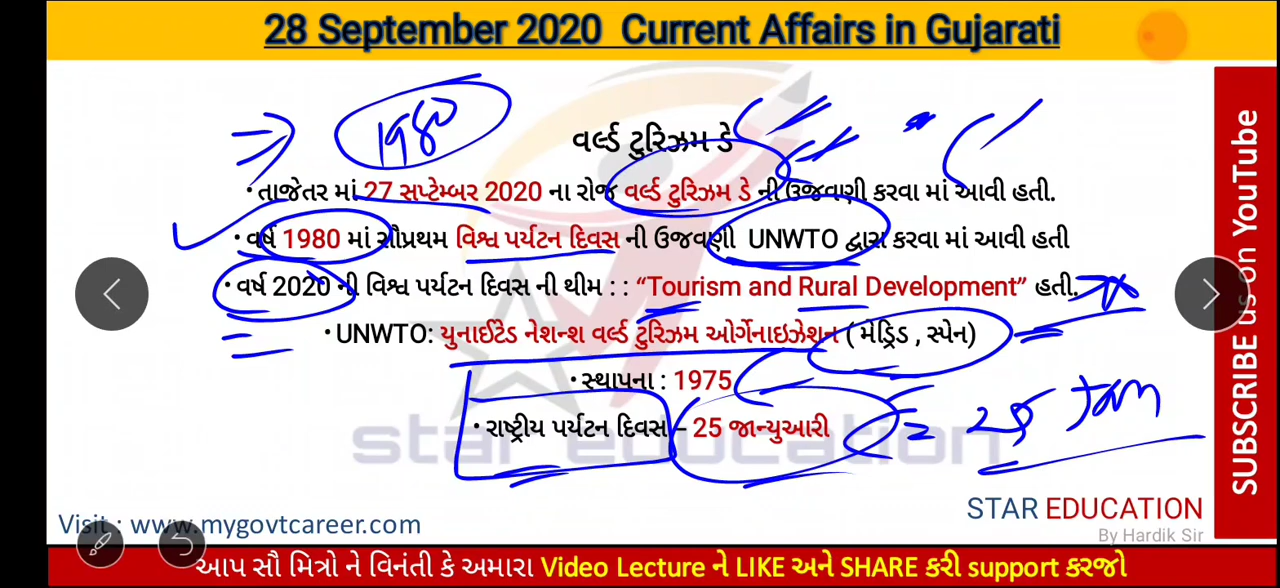 28 September 2020 Current Affairs in Gujarati
1980
વર્લ્ડ ટુરિઝમ ડે
• તાજેતર માં 27 સપ્ટેમ્બર 2020 ના રોજ વર્લ્ડ ટુરિઝમ ડે ની ઉજવણી કરવા માં આવી હતી.
• વર્ષ 1980 માં સૌપ્રથમ વિશ્વ પર્યટન દિવસ ની ઉજવણી UNWTO દ્વારા કરવા માં આવી હતી
• વર્ષ 2020 ની વિશ્વ પર્યટન દિવસ ની થીમ : : “Tourism and Rural Development” હતી.
• UNWTO: યુનાઈટેડ નેશન્શ વર્લ્ડ ટુરિઝમ ઓર્ગેનાઇઝેશન ( મેડ્રિડ , સ્પેન)
• સ્થાપના : 1975
• રાષ્ટ્રીય પર્યટન દિવસ – 25 જાન્યુઆરી
= 25 Jan
star education
STAR EDUCATION
By Hardik Sir
Visit : www.mygovtcareer.com
આપ સૌ મિત્રો ને વિનંતી કે અમારા Video Lecture ને LIKE અને SHARE કરી support કરજો
SUBSCRIBE us on YouTube